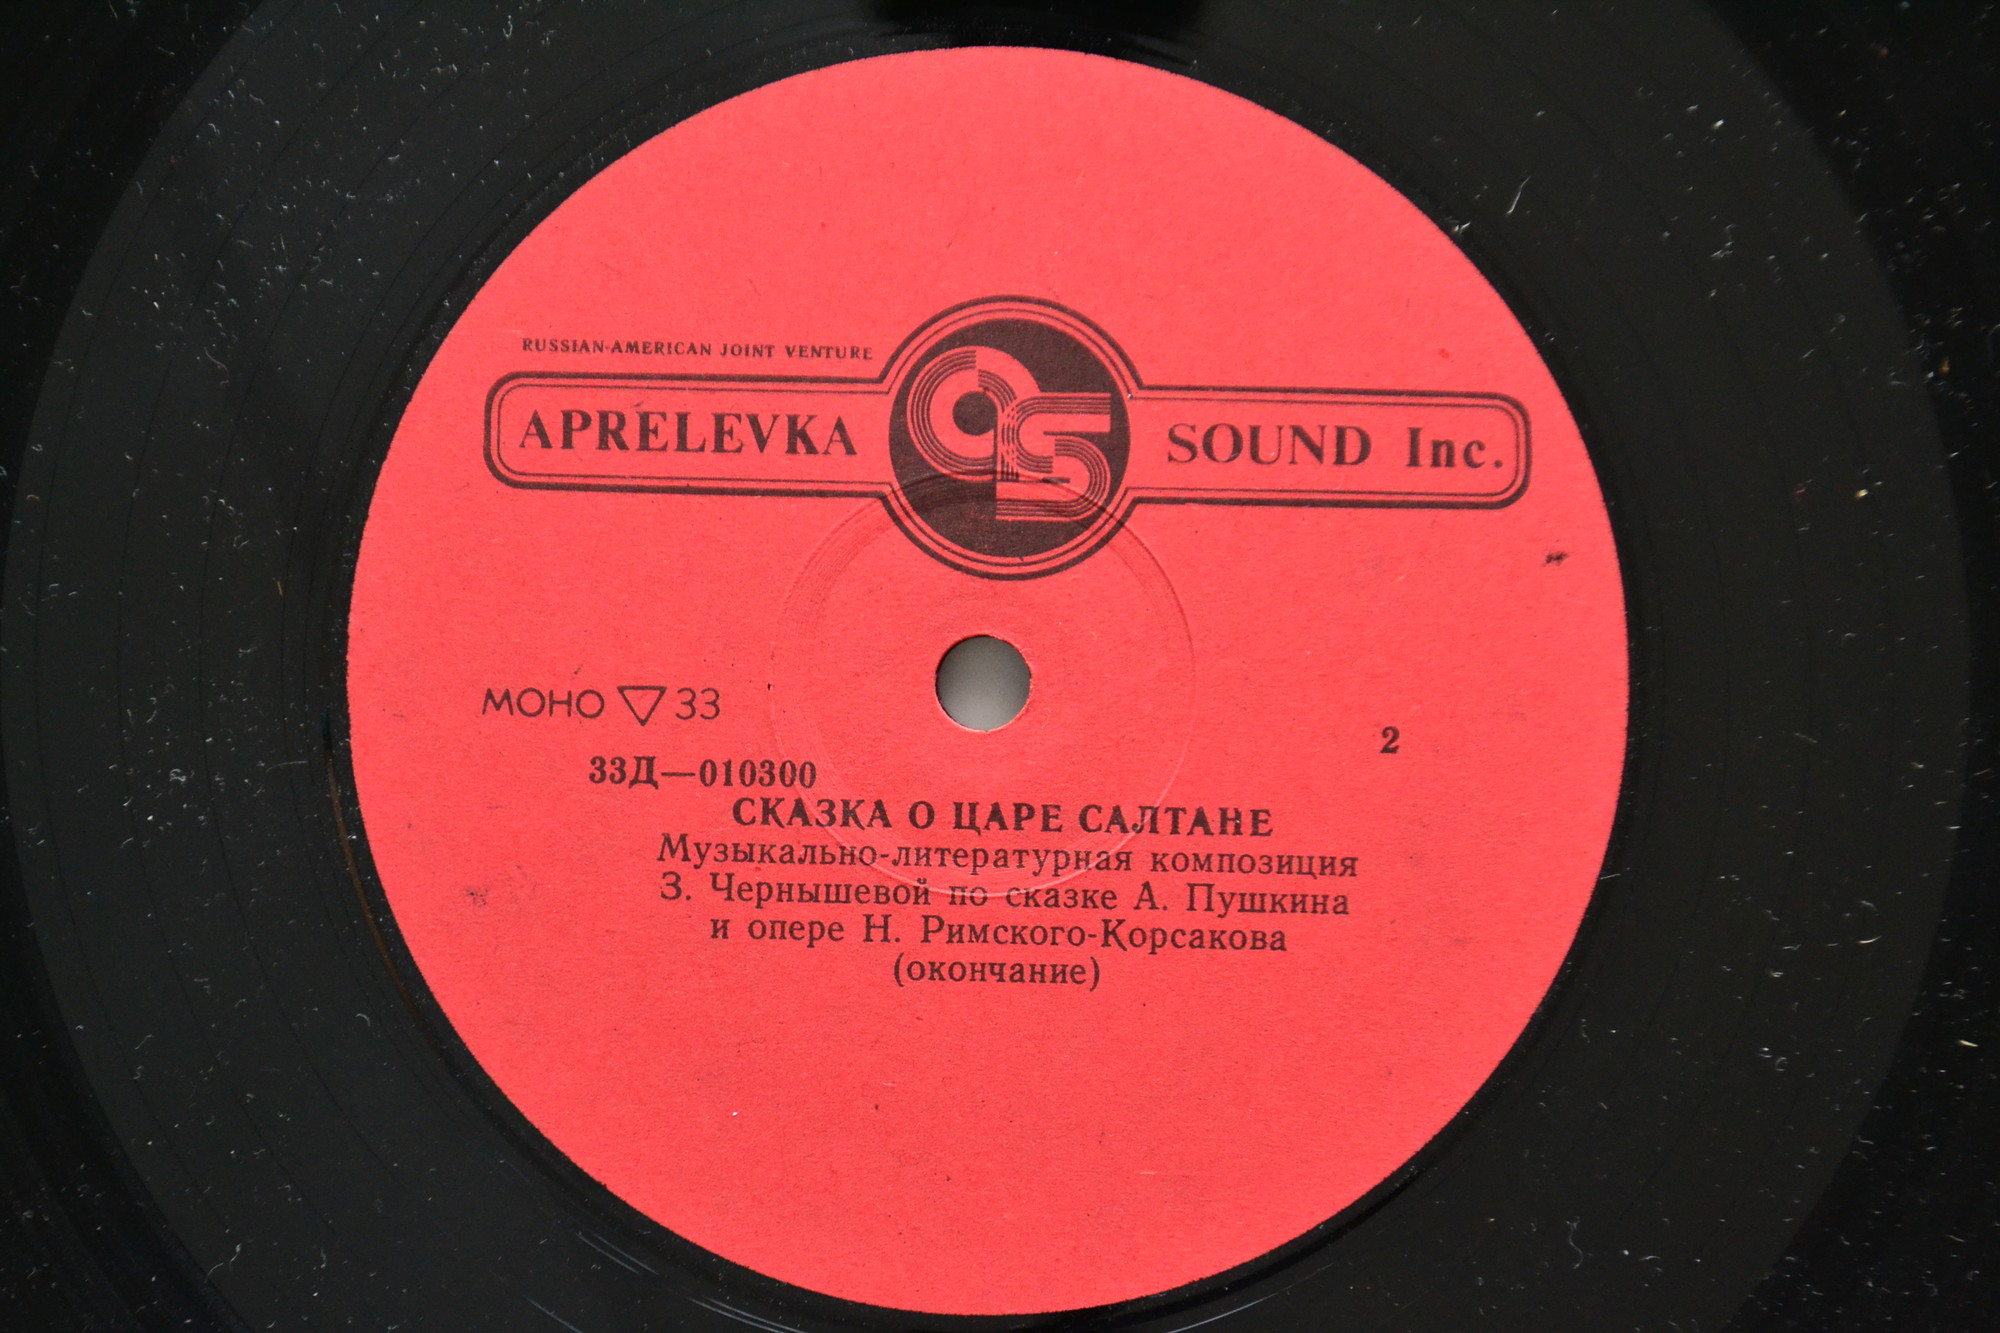 RUSSIAN-AMERICAN JOINT VENTURE
APRELEVKA SOUND Inc.
МОНО 33
2
33Д—010300
СКАЗКА О ЦАРЕ САЛТАНЕ
Музыкально-литературная композиция
З. Чернышевой по сказке А. Пушкина
и опере Н. Римского-Корсакова
(окончание)